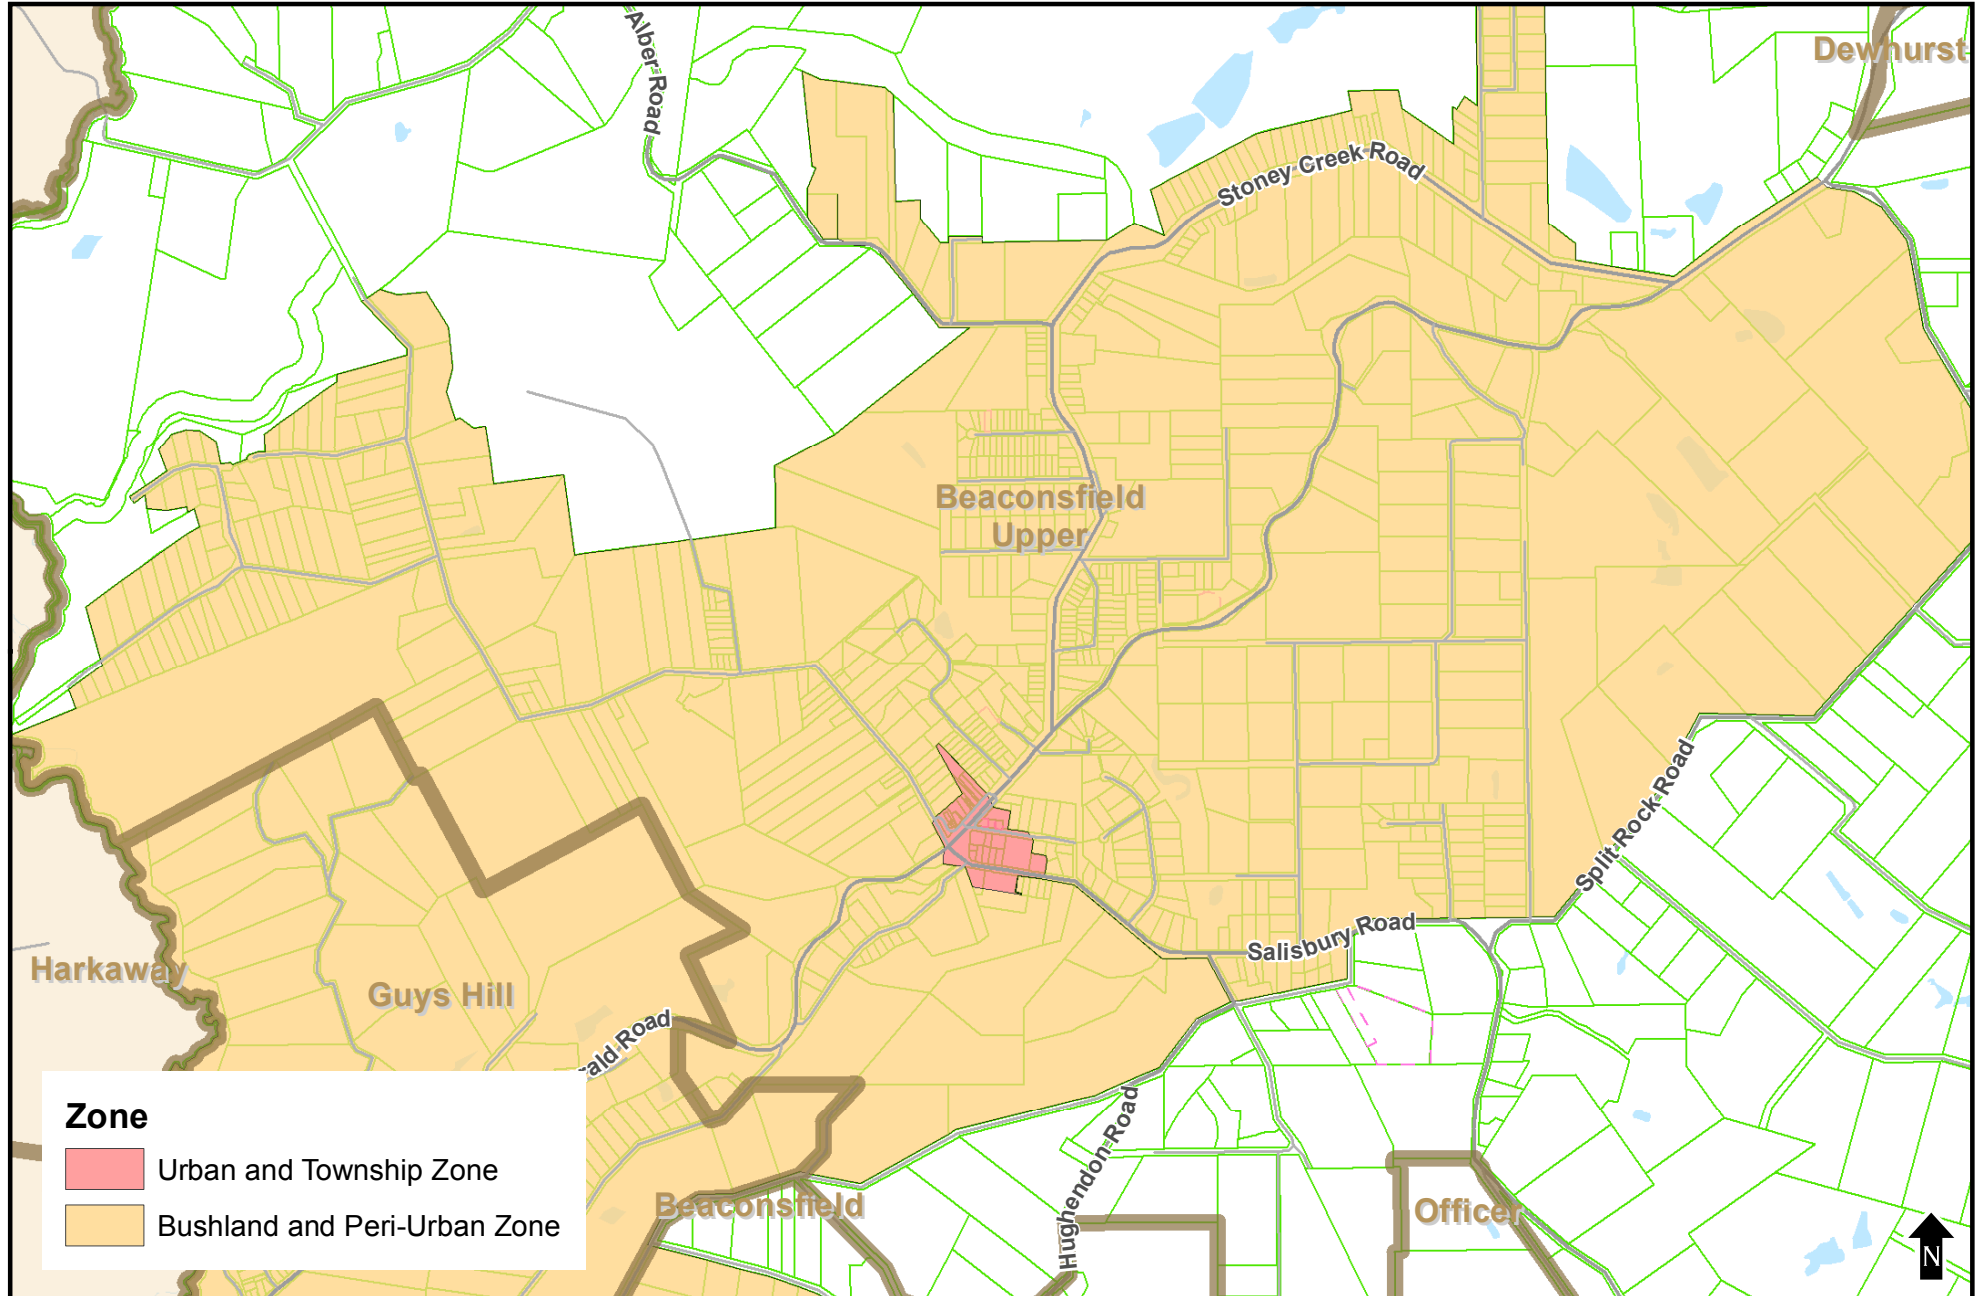 Alber Road
Dewhurst
Stoney Creek Road
Beaconsfield
Upper
Split Rock Road
Salisbury Road
Harkaway
Guys Hill
rald Road
Hughendon Road
Zone
Urban and Township Zone
Bushland and Peri-Urban Zone
Beaconsfield
Officer
N